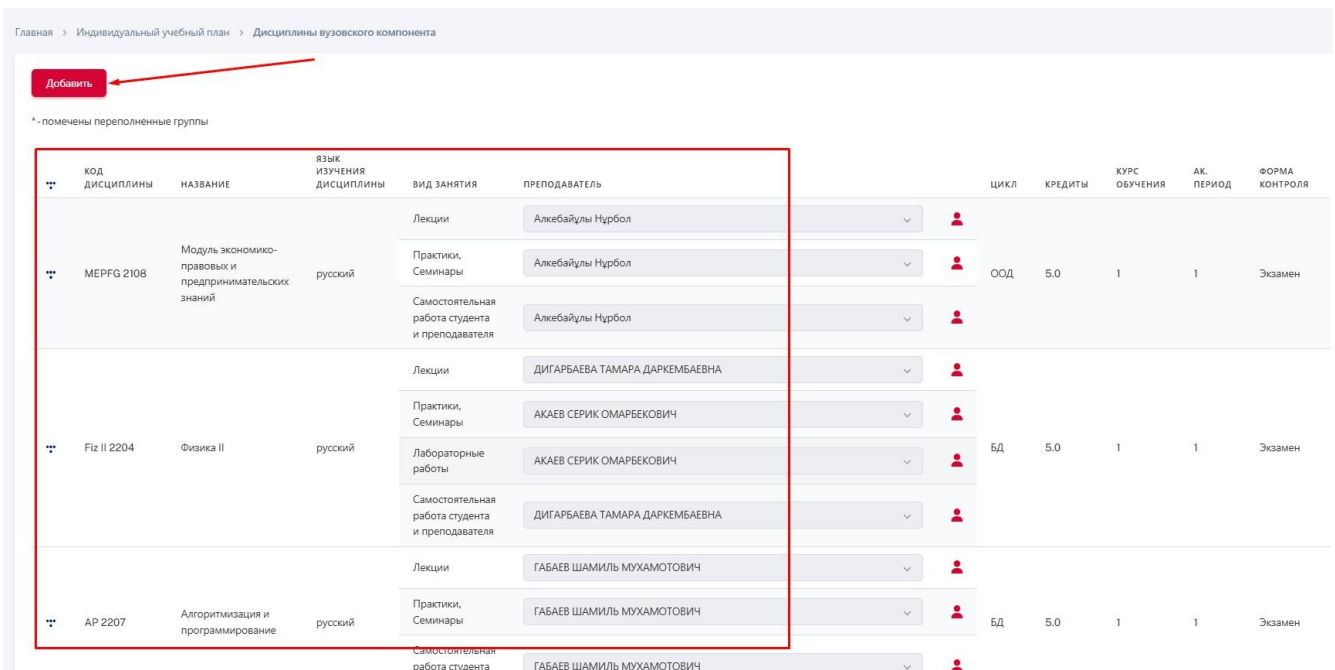 Главная > Индивидуальный учебный план > Дисциплины вузовского компонента
Добавить
* - помечены переполненные группы
КОД ДИСЦИПЛИНЫ НАЗВАНИЕ ЯЗЫК ИЗУЧЕНИЯ ДИСЦИПЛИНЫ ВИД ЗАНЯТИЯ ПРЕПОДАВАТЕЛЬ ЦИКЛ КРЕДИТЫ КУРС ОБУЧЕНИЯ АК. ПЕРИОД ФОРМА КОНТРОЛЯ
MEPFG 2108
Модуль экономико-
правовых и
предпринимательских
знаний
русский
Лекции Алкебайұлы Нұрбол
Практики,
Семинары Алкебайұлы Нұрбол
Самостоятельная
работа студента
и преподавателя Алкебайұлы Нұрбол
ООД 5.0 1 1 Экзамен
Fiz II 2204 Физика II русский
Лекции ДИГАРБАЕВА ТАМАРА ДАРКЕМБАЕВНА
Практики,
Семинары АКАЕВ СЕРИК ОМАРБЕКОВИЧ
Лабораторные
работы АКАЕВ СЕРИК ОМАРБЕКОВИЧ
Самостоятельная
работа студента
и преподавателя ДИГАРБАЕВА ТАМАРА ДАРКЕМБАЕВНА
БД 5.0 1 1 Экзамен
AP 2207
Алгоритмизация и
программирование
русский
Лекции ГАБАЕВ ШАМИЛЬ МУХАМОТОВИЧ
Практики,
Семинары ГАБАЕВ ШАМИЛЬ МУХАМОТОВИЧ
Самостоятельная
работа студента ГАБАЕВ ШАМИЛЬ МУХАМОТОВИЧ
БД 5.0 1 1 Экзамен